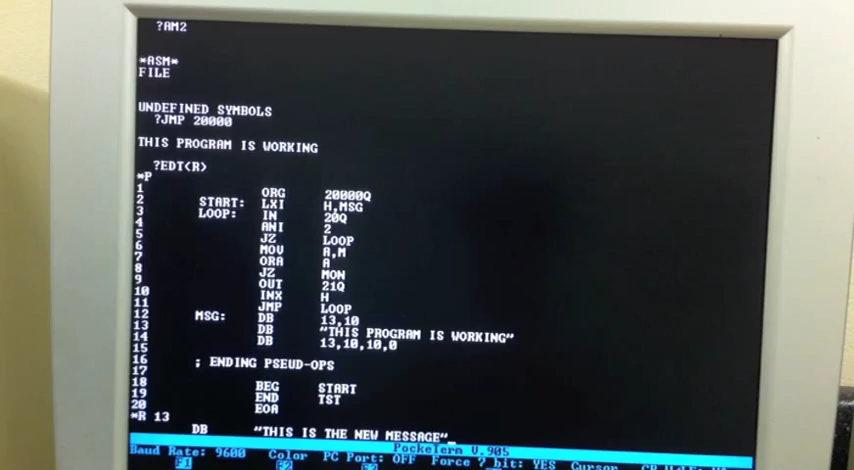 ?AM2
*ASM*
FILE
UNDEFINED SYMBOLS
?JMP 20000
THIS PROGRAM IS WORKING
?EDT(R)
*P
1 ORG 20000Q
2 START: LXI H,MSG
3 LOOP: IN 20Q
4 ANI 2
5 JZ LOOP
6 MOV A,M
7 ORA A
8 JZ MON
9 OUT 21Q
10 INX H
11 JMP LOOP
12 MSG: DB 13,10
13 DB "THIS PROGRAM IS WORKING"
14 DB 13,10,10,0
15
16 ; ENDING PSEUD-OPS
17
18 BEG START
19 END TST
20 EOA
*R 13
DB "THIS IS THE NEW MESSAGE"_
PockeTerm V.905
Baud Rate: 9600 Color PC Port: OFF Force 7 bit: YES Cursor
F1 F2 F3